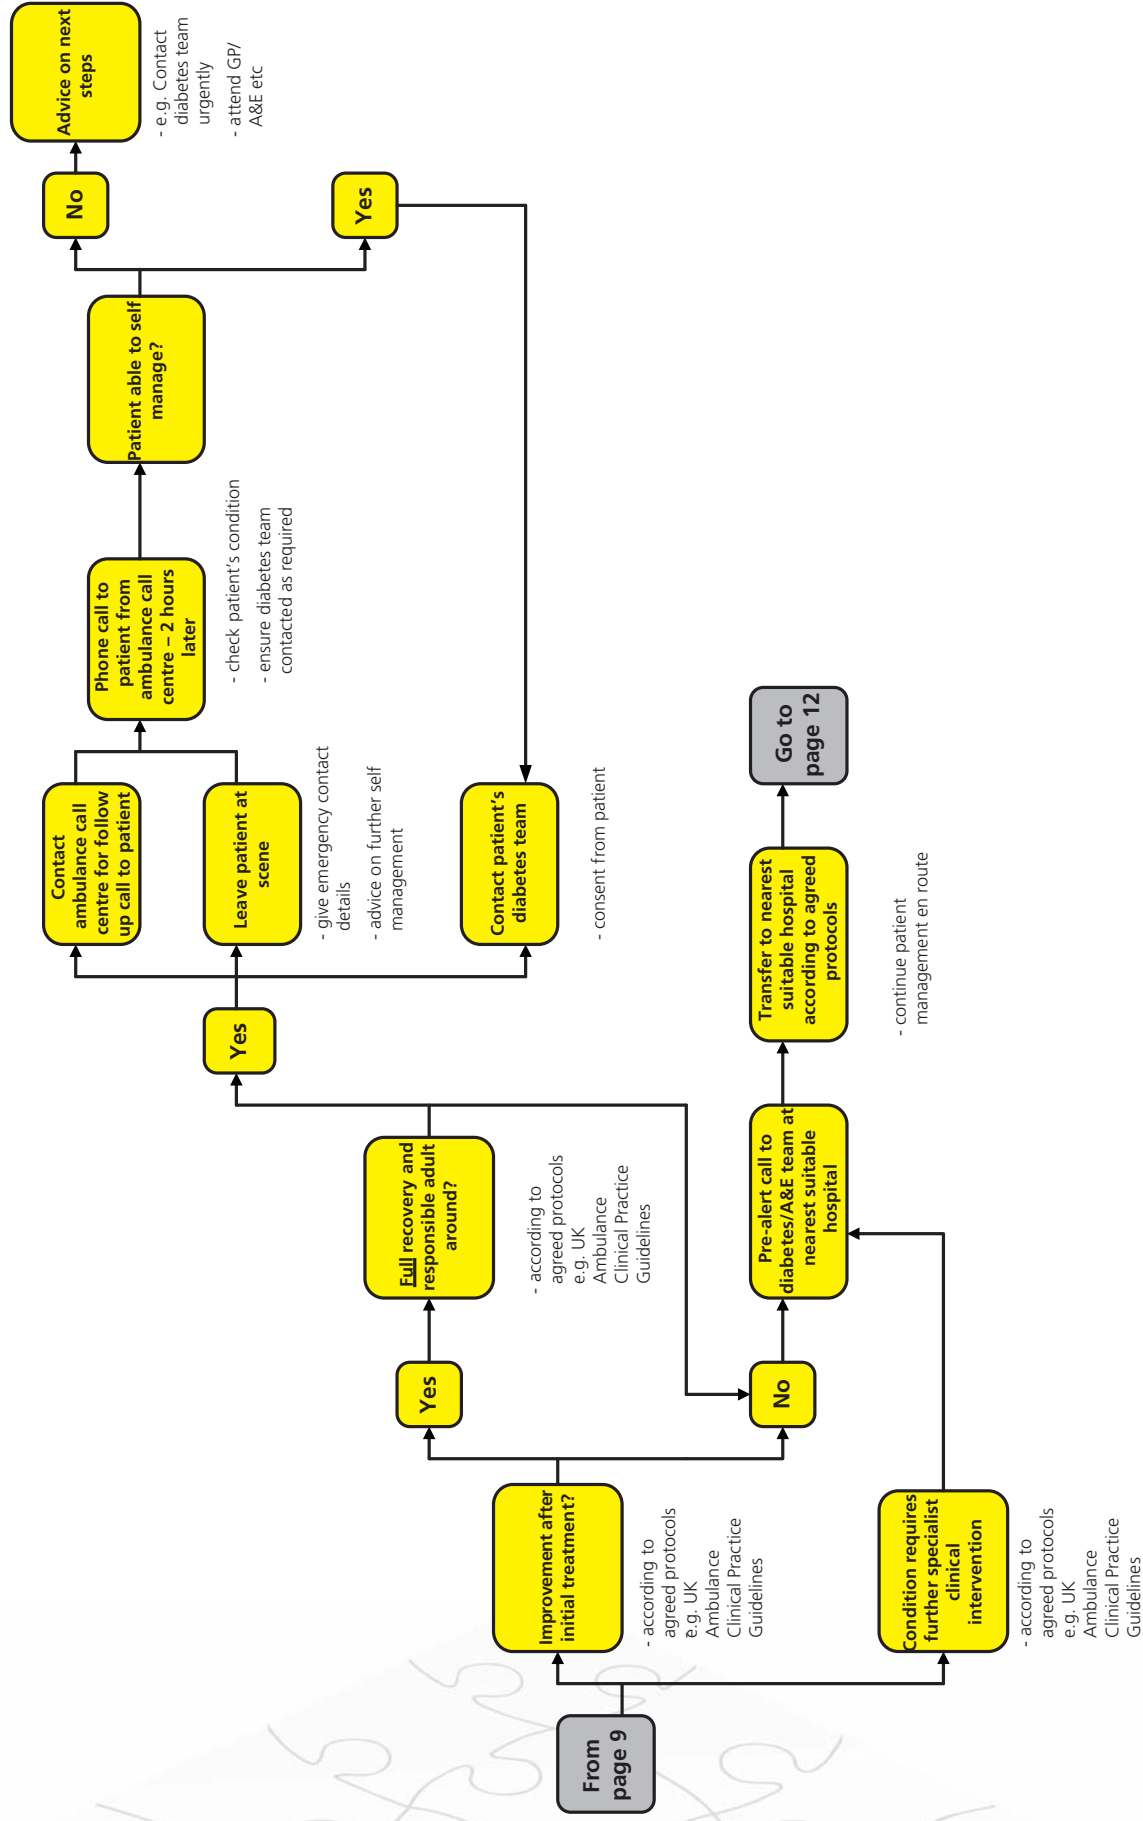 From
page 9
Improvement after
initial treatment?
- according to
agreed protocols
e.g. UK
Ambulance
Clinical Practice
Guidelines
Condition requires
further specialist
clinical
intervention
- according to
agreed protocols
e.g. UK
Ambulance
Clinical Practice
Guidelines
Yes
No
Full recovery and
responsible adult
around?
- according to
agreed protocols
e.g. UK
Ambulance
Clinical Practice
Guidelines
Pre-alert call to
diabetes/A&E team at
nearest suitable
hospital
Yes
Transfer to nearest
suitable hospital
according to agreed
protocols
- continue patient
management en route
Go to
page 12
Contact
ambulance call
centre for follow
up call to patient
Leave patient at
scene
- give emergency contact
details
- advice on further self
management
Contact patient's
diabetes team
- consent from patient
Phone call to
patient from
ambulance call
centre – 2 hours
later
- check patient's condition
- ensure diabetes team
contacted as required
Patient able to self
manage?
No
Yes
Advice on next
steps
- e.g. Contact
diabetes team
urgently
- attend GP/
A&E etc